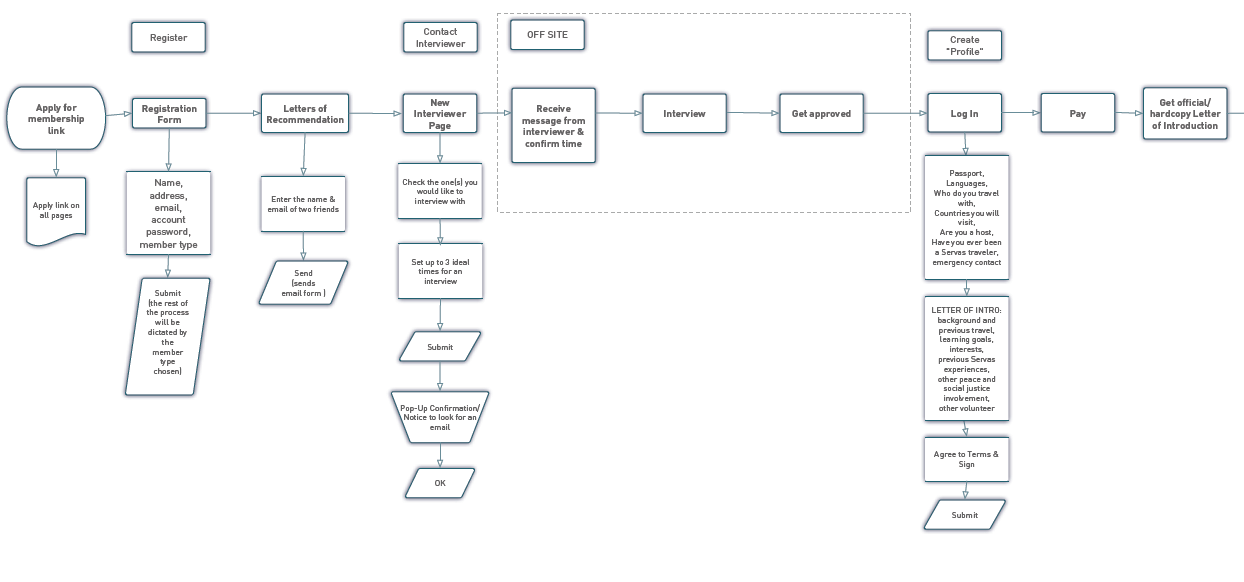 Register
Contact
Interviewer
OFF SITE
Create
"Profile"
Apply for
membership
link
Registration
Form
Letters of
Recommendation
New
Interviewer
Page
Receive
message from
interviewer &
confirm time
Interview
Get approved
Log In
Pay
Get official/
hardcopy Letter
of Introduction
Apply link on
all pages
Name,
address,
email,
account
password,
member type
Submit
(the rest of
the process
will be
dictated by
the
member
type
chosen)
Enter the name &
email of two friends
Send
(sends
email form )
Check the one(s) you
would like to
interview with
Set up to 3 ideal
times for an
interview
Submit
Pop-Up Confirmation/
Notice to look for an
email
OK
Passport,
Languages,
Who do you travel
with,
Countries you will
visit,
Are you a host,
Have you ever been
a Servas traveler,
emergency contact
LETTER OF INTRO:
background and
previous travel,
learning goals,
interests,
previous Servas
experiences,
other peace and
social justice
involvement,
other volunteer
Agree to Terms &
Sign
Submit